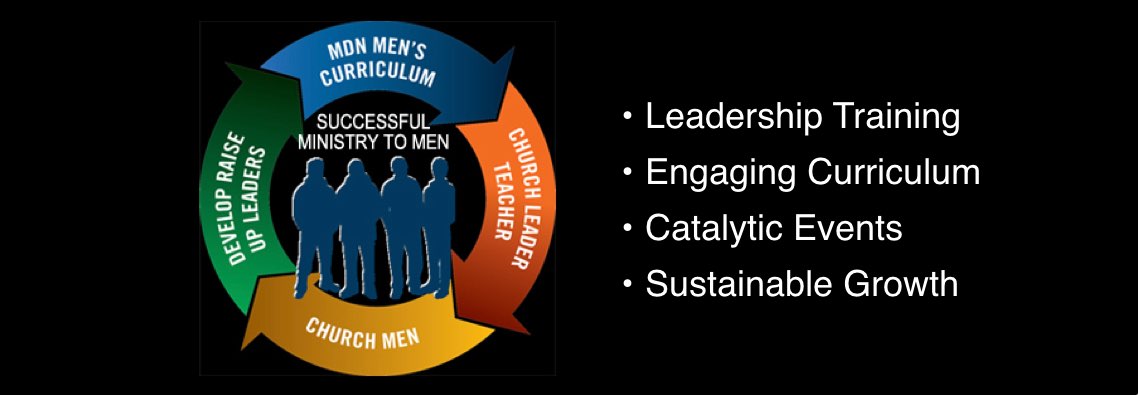 MDN MEN'S
CURRICULUM
SUCCESSFUL
MINISTRY TO MEN
CHURCH LEADER
TEACHER
CHURCH MEN
DEVELOP RAISE
UP LEADERS
• Leadership Training
• Engaging Curriculum
• Catalytic Events
• Sustainable Growth